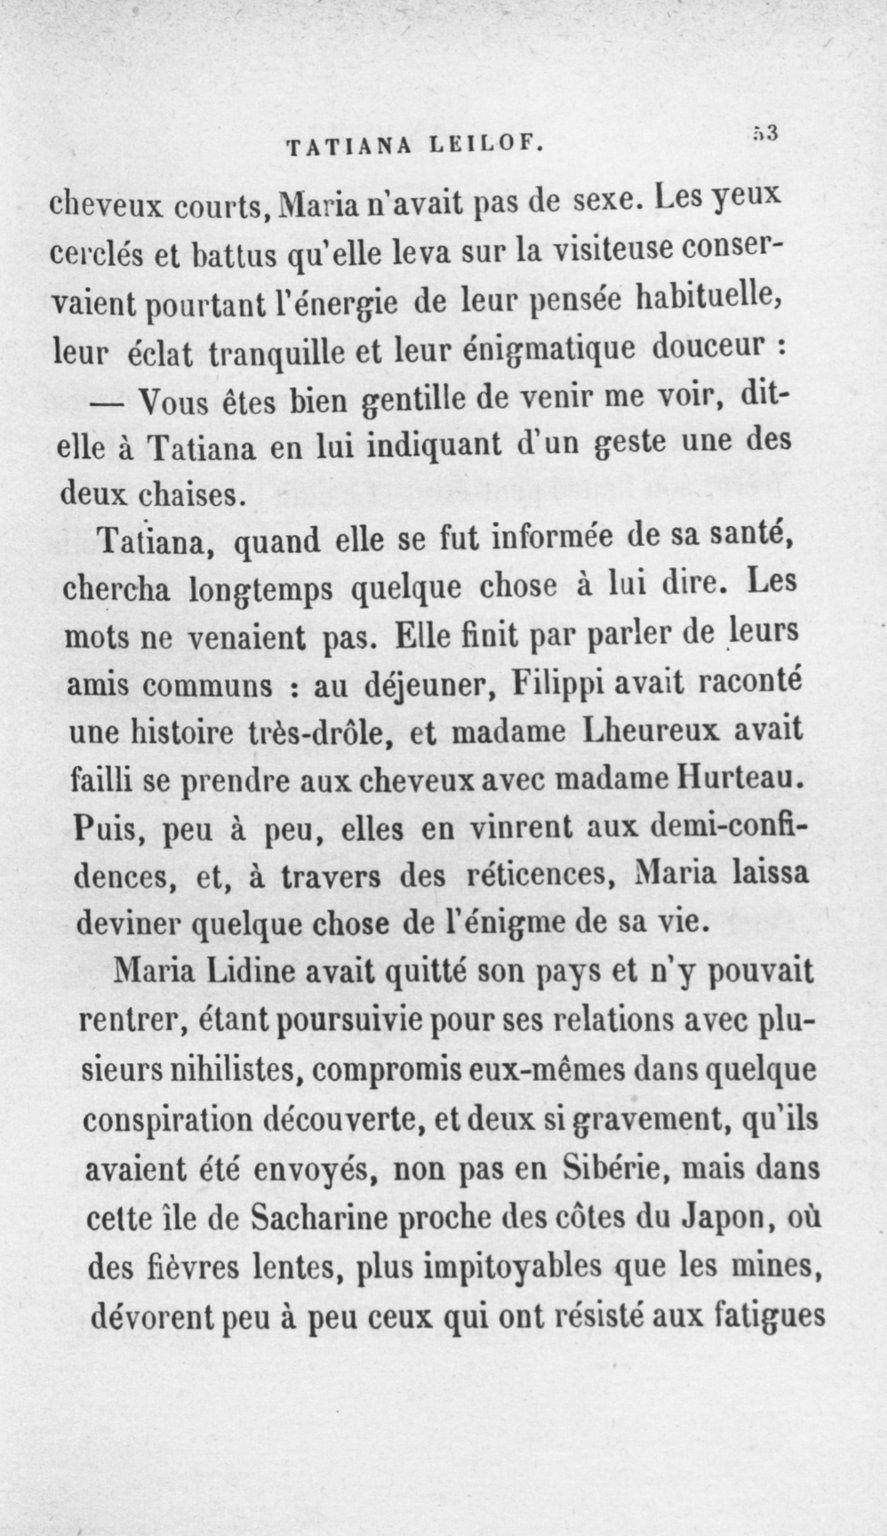 TATIANA LEILOF.
53
cheveux courts, Maria n'avait pas de sexe. Les yeux
cerclés et battus qu'elle leva sur la visiteuse conser-
vaient pourtant l'énergie de leur pensée habituelle,
leur éclat tranquille et leur énigmatique douceur :
— Vous êtes bien gentille de venir me voir, dit-
elle à Tatiana en lui indiquant d'un geste une des
deux chaises.
Tatiana, quand elle se fut informée de sa santé,
chercha longtemps quelque chose à lui dire. Les
mots ne venaient pas. Elle finit par parler de leurs
amis communs : au déjeuner, Filippi avait raconté
une histoire très-drôle, et madame Lheureux avait
failli se prendre aux cheveux avec madame Hurteau.
Puis, peu à peu, elles en vinrent aux demi-confi-
dences, et, à travers des réticences, Maria laissa
deviner quelque chose de l'énigme de sa vie.
Maria Lidine avait quitté son pays et n'y pouvait
rentrer, étant poursuivie pour ses relations avec plu-
sieurs nihilistes, compromis eux-mêmes dans quelque
conspiration découverte, et deux si gravement, qu'ils
avaient été envoyés, non pas en Sibérie, mais dans
cette île de Sacharine proche des côtes du Japon, où
des fièvres lentes, plus impitoyables que les mines,
dévorent peu à peu ceux qui ont résisté aux fatigues